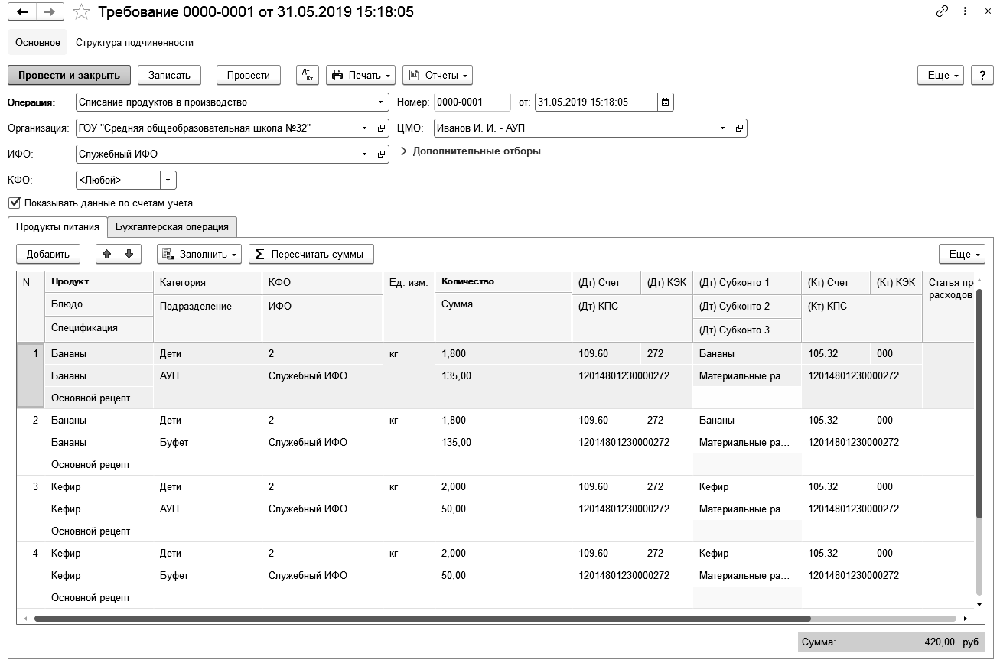 Требование 0000-0001 от 31.05.2019 15:18:05
Основное Структура подчиненности
Провести и закрыть Записать Провести Дт Кт Печать Отчеты Еще ?
Операция: Списание продуктов в производство Номер: 0000-0001 от: 31.05.2019 15:18:05
Организация: ГОУ "Средняя общеобразовательная школа №32" ЦМО: Иванов И. И. - АУП
ИФО: Служебный ИФО Дополнительные отборы
КФО: <Любой>
Показывать данные по счетам учета
Продукты питания Бухгалтерская операция
Добавить Заполнить Σ Пересчитать суммы Еще
N Продукт Категория КФО Ед. изм. Количество (Дт) Счет (Дт) КЭК (Дт) Субконто 1 (Кт) Счет (Кт) КЭК Статья пр
расходов
Блюдо Подразделение ИФО Сумма (Дт) КПС (Дт) Субконто 2 (Кт) КПС
Спецификация (Дт) Субконто 3
1 Бананы Дети 2 кг 1,800 109.60 272 Бананы 105.32 000
Бананы АУП Служебный ИФО 135,00 12014801230000272 Материальные ра... 12014801230000272
Основной рецепт
2 Бананы Дети 2 кг 1,800 109.60 272 Бананы 105.32 000
Бананы Буфет Служебный ИФО 135,00 12014801230000272 Материальные ра... 12014801230000272
Основной рецепт
3 Кефир Дети 2 кг 2,000 109.60 272 Кефир 105.32 000
Кефир АУП Служебный ИФО 50,00 12014801230000272 Материальные ра... 12014801230000272
Основной рецепт
4 Кефир Дети 2 кг 2,000 109.60 272 Кефир 105.32 000
Кефир Буфет Служебный ИФО 50,00 12014801230000272 Материальные ра... 12014801230000272
Основной рецепт
Сумма: 420,00 руб.